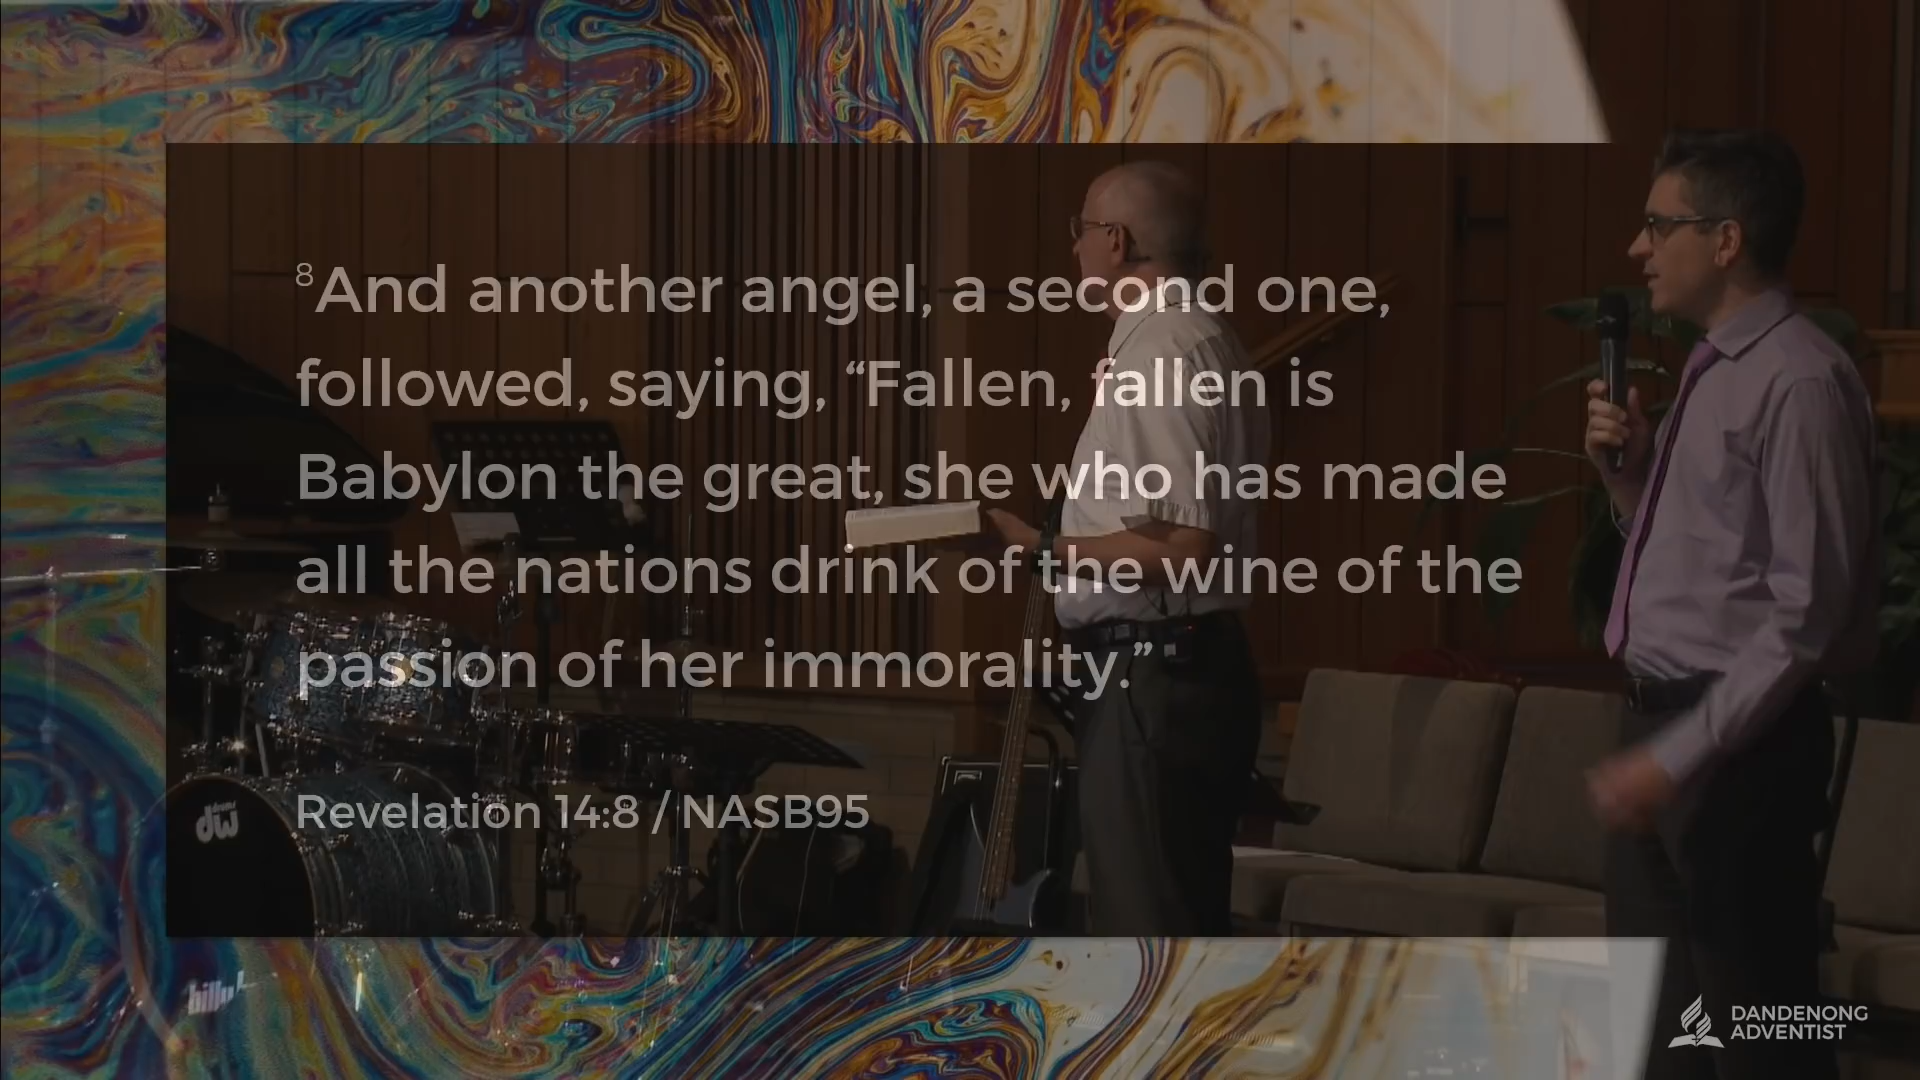 ⁸And another angel, a second one,
followed, saying, “Fallen, fallen is
Babylon the great, she who has made
all the nations drink of the wine of the
passion of her immorality.”
Revelation 14:8 / NASB95
drums
dw
DANDENONG
ADVENTIST